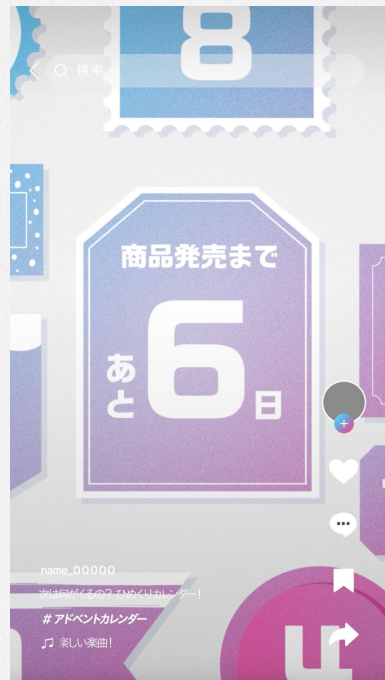 8
検索
商品発売まで
あと
6
日
name_00000
次は何がくるの? ひめくりカレンダー!
# アドベントカレンダー
楽しい楽曲!